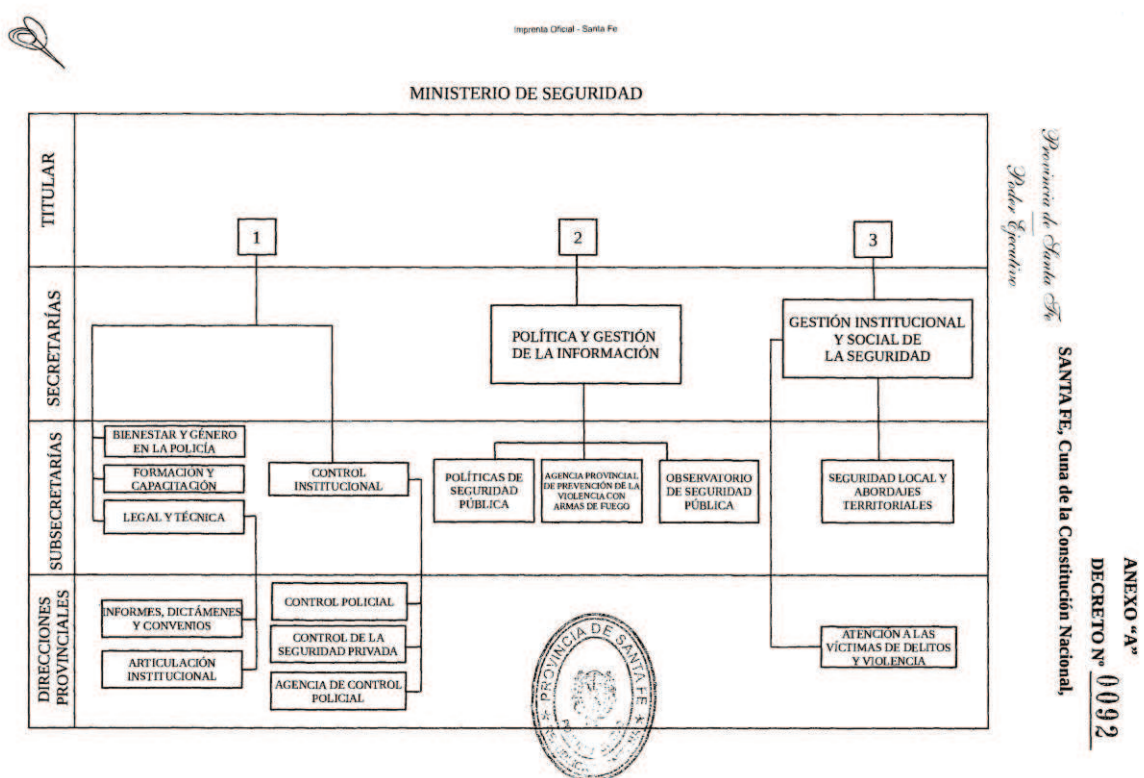 Imprenta Oficial - Santa Fe
ANEXO “A”
DECRETO Nº 0092
SANTA FE, Cuna de la Constitución Nacional,
Provincia de Santa Fe
Poder Ejecutivo
MINISTERIO DE SEGURIDAD
TITULAR
1
2
3
SECRETARÍAS
POLÍTICA Y GESTIÓN
DE LA INFORMACIÓN
GESTIÓN INSTITUCIONAL
Y SOCIAL DE
LA SEGURIDAD
SUBSECRETARÍAS
BIENESTAR Y GÉNERO
EN LA POLICÍA
FORMACIÓN Y
CAPACITACIÓN
LEGAL Y TÉCNICA
CONTROL
INSTITUCIONAL
POLÍTICAS DE
SEGURIDAD
PÚBLICA
AGENCIA PROVINCIAL
DE PREVENCIÓN DE LA
VIOLENCIA CON
ARMAS DE FUEGO
OBSERVATORIO
DE SEGURIDAD
PÚBLICA
SEGURIDAD LOCAL Y
ABORDAJES
TERRITORIALES
DIRECCIONES
PROVINCIALES
INFORMES, DICTÁMENES
Y CONVENIOS
ARTICULACIÓN
INSTITUCIONAL
CONTROL POLICIAL
CONTROL DE LA
SEGURIDAD PRIVADA
AGENCIA DE CONTROL
POLICIAL
ATENCIÓN A LAS
VÍCTIMAS DE DELITOS
Y VIOLENCIA
PROVINCIA DE SANTA FE